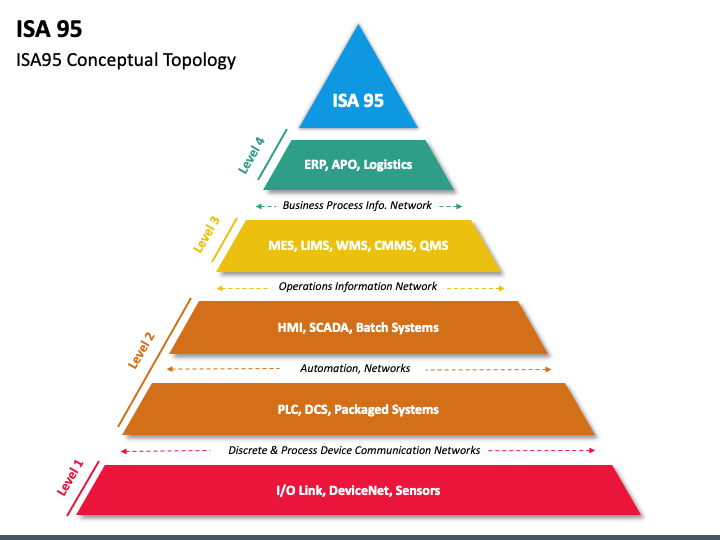 ISA 95
ISA95 Conceptual Topology
ISA 95
Level 4
ERP, APO, Logistics
Business Process Info. Network
Level 3
MES, LIMS, WMS, CMMS, QMS
Operations Information Network
Level 2
HMI, SCADA, Batch Systems
Automation, Networks
PLC, DCS, Packaged Systems
Discrete & Process Device Communication Networks
Level 1
I/O Link, DeviceNet, Sensors